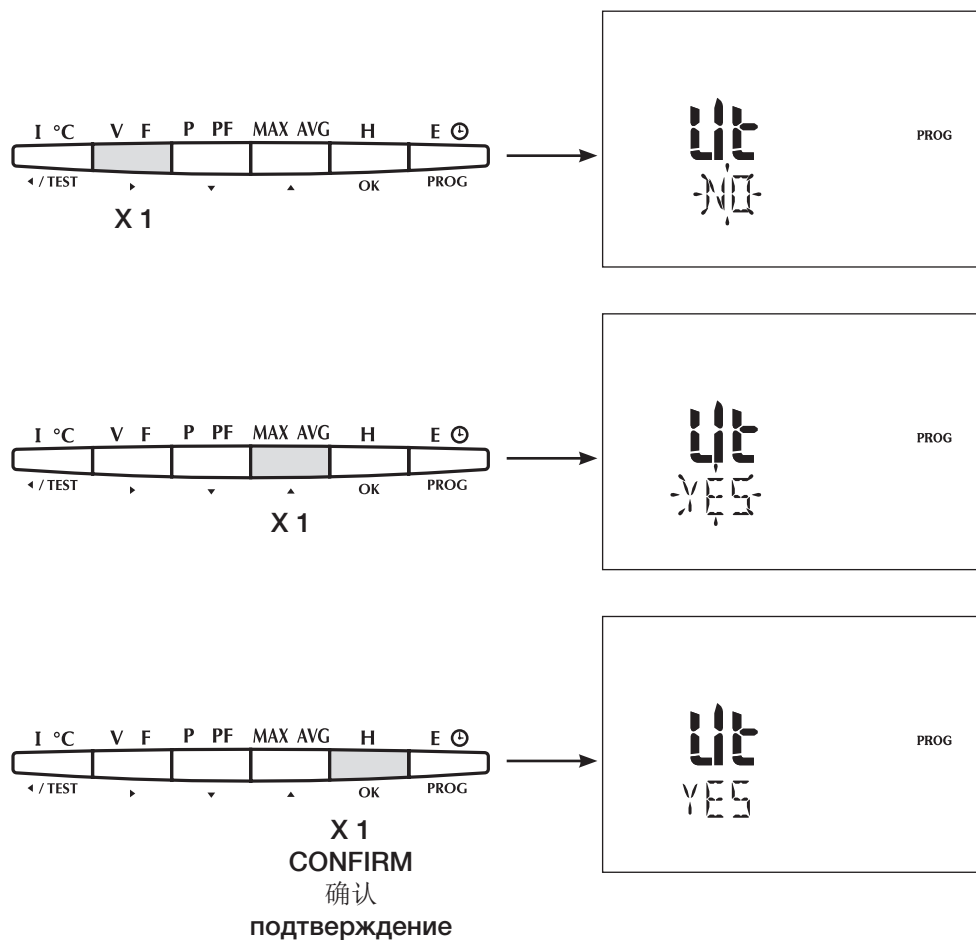 I °C V F P PF MAX AVG H E
/ TEST OK PROG
X 1
Ut
NO
PROG
I °C V F P PF MAX AVG H E
/ TEST OK PROG
X 1
Ut
YES
PROG
I °C V F P PF MAX AVG H E
/ TEST OK PROG
X 1
CONFIRM
确认
подтверждение
Ut
YES
PROG